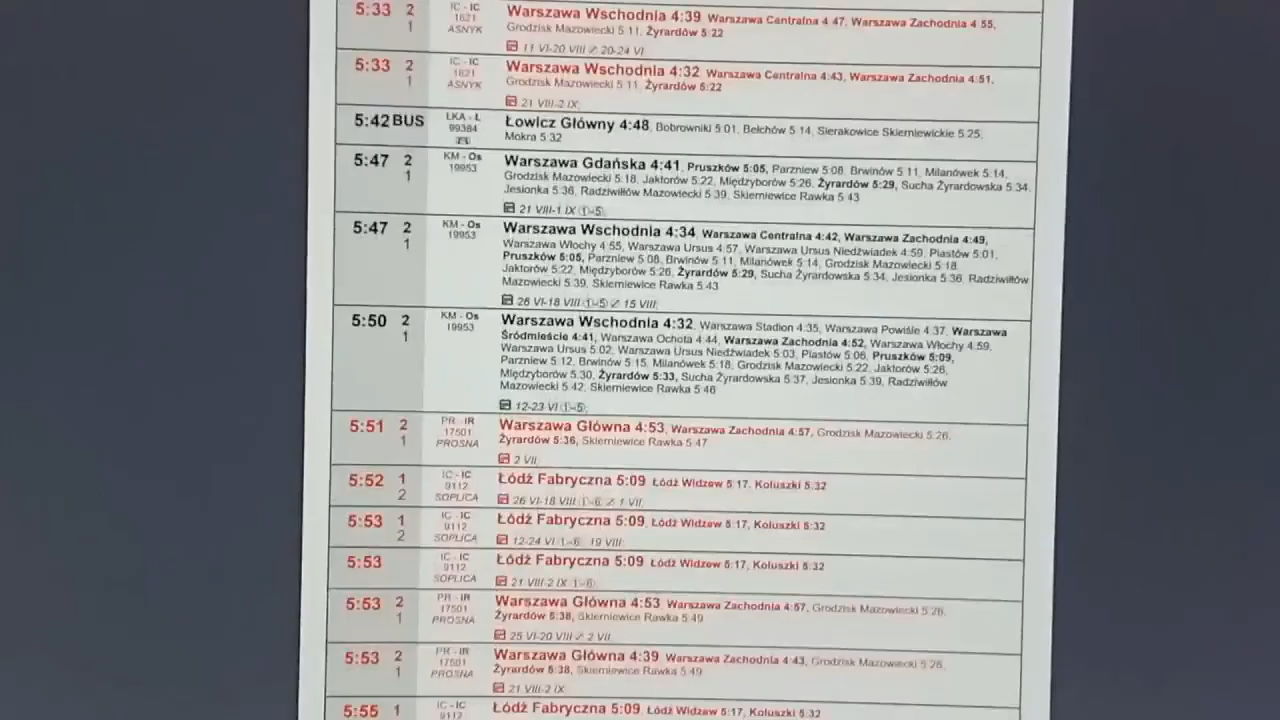 5:33 2 IC - IC Warszawa Wschodnia 4:39 Warszawa Centralna 4:47, Warszawa Zachodnia 4:55,
1 1821 ASNYK Grodzisk Mazowiecki 5:11, Żyrardów 5:22
11 VI-20 VIII 20-24 VI
5:33 2 IC - IC Warszawa Wschodnia 4:32 Warszawa Centralna 4:43, Warszawa Zachodnia 4:51,
1 1821 ASNYK Grodzisk Mazowiecki 5:11, Żyrardów 5:22
21 VIII-2 IX
5:42 BUS ŁKA - Ł Łowicz Główny 4:48, Bobrowniki 5:01, Bełchów 5:14, Sierakowice Skierniewickie 5:25,
99384 Mokra 5:32
5:47 2 KM - Os Warszawa Gdańska 4:41, Pruszków 5:05, Parzniew 5:08, Brwinów 5:11, Milanówek 5:14,
1 19953 Grodzisk Mazowiecki 5:18, Jaktorów 5:22, Międzyborów 5:26, Żyrardów 5:29, Sucha Żyrardowska 5:34,
Jesionka 5:36, Radziwiłłów Mazowiecki 5:39, Skierniewice Rawka 5:43
21 VIII-1 IX ①-⑤
5:47 2 KM - Os Warszawa Wschodnia 4:34, Warszawa Centralna 4:42, Warszawa Zachodnia 4:49,
1 19953 Warszawa Włochy 4:55, Warszawa Ursus 4:57, Warszawa Ursus Niedźwiadek 4:59, Piastów 5:01,
Pruszków 5:05, Parzniew 5:08, Brwinów 5:11, Milanówek 5:14, Grodzisk Mazowiecki 5:18,
Jaktorów 5:22, Międzyborów 5:26, Żyrardów 5:29, Sucha Żyrardowska 5:34, Jesionka 5:36, Radziwiłłów
Mazowiecki 5:39, Skierniewice Rawka 5:43
26 VI-18 VIII ①-⑤ 15 VIII
5:50 2 KM - Os Warszawa Wschodnia 4:32, Warszawa Stadion 4:35, Warszawa Powiśle 4:37, Warszawa
1 19953 Śródmieście 4:41, Warszawa Ochota 4:44, Warszawa Zachodnia 4:52, Warszawa Włochy 4:59,
Warszawa Ursus 5:02, Warszawa Ursus Niedźwiadek 5:03, Piastów 5:06, Pruszków 5:09,
Parzniew 5:12, Brwinów 5:15, Milanówek 5:18, Grodzisk Mazowiecki 5:22, Jaktorów 5:26,
Międzyborów 5:30, Żyrardów 5:33, Sucha Żyrardowska 5:37, Jesionka 5:39, Radziwiłłów
Mazowiecki 5:42, Skierniewice Rawka 5:46
12-23 VI ①-⑤
5:51 2 PR - IR Warszawa Główna 4:53, Warszawa Zachodnia 4:57, Grodzisk Mazowiecki 5:26,
1 17501 PROSNA Żyrardów 5:36, Skierniewice Rawka 5:47
2 VII
5:52 1 IC - IC Łódź Fabryczna 5:09 Łódź Widzew 5:17, Koluszki 5:32
2 9112 SOPLICA 26 VI-18 VIII ①-⑥ 1 VII
5:53 1 IC - IC Łódź Fabryczna 5:09, Łódź Widzew 5:17, Koluszki 5:32
2 9112 SOPLICA 12-24 VI ①-⑥, 19 VIII
5:53 IC - IC Łódź Fabryczna 5:09 Łódź Widzew 5:17, Koluszki 5:32
9112 SOPLICA 21 VIII-2 IX ①-⑥
5:53 2 PR - IR Warszawa Główna 4:53 Warszawa Zachodnia 4:57, Grodzisk Mazowiecki 5:26,
1 17501 PROSNA Żyrardów 5:38, Skierniewice Rawka 5:49
25 VI-20 VIII 2 VII
5:53 2 PR - IR Warszawa Główna 4:39 Warszawa Zachodnia 4:43, Grodzisk Mazowiecki 5:26,
1 17501 PROSNA Żyrardów 5:38, Skierniewice Rawka 5:49
21 VIII-2 IX
5:55 1 IC - IC Łódź Fabryczna 5:09, Łódź Widzew 5:17, Koluszki 5:32
9112